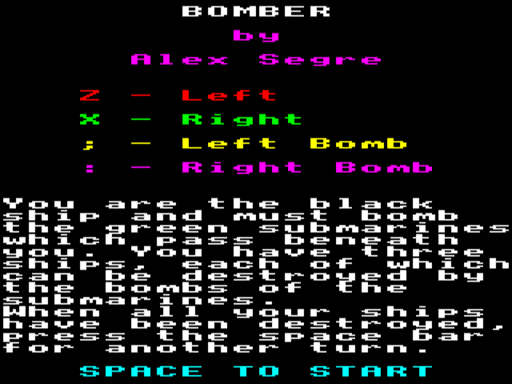 BOMBER
by
Alex Segre
Z - Left
X - Right
; - Left Bomb
: - Right Bomb
You are the black
ship and must bomb
the green submarines
which pass beneath
you. You have three
ships, each of which
can be destroyed by
the bombs of the
submarines.
When all your ships
have been destroyed,
press the space bar
for another turn.
SPACE TO START